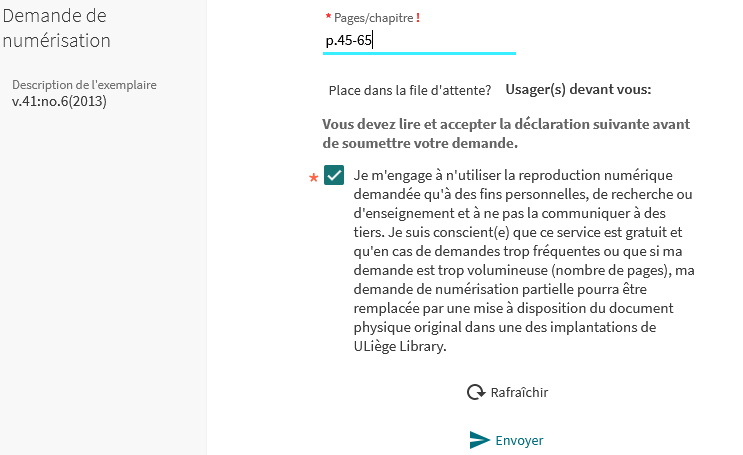 Demande de
numérisation
Description de l'exemplaire
v.41:no.6(2013)
* Pages/chapitre !
p.45-65
Place dans la file d'attente? Usager(s) devant vous:
Vous devez lire et accepter la déclaration suivante avant
de soumettre votre demande.
* Je m'engage à n'utiliser la reproduction numérique
demandée qu'à des fins personnelles, de recherche ou
d'enseignement et à ne pas la communiquer à des
tiers. Je suis conscient(e) que ce service est gratuit et
qu'en cas de demandes trop fréquentes ou que si ma
demande est trop volumineuse (nombre de pages), ma
demande de numérisation partielle pourra être
remplacée par une mise à disposition du document
physique original dans une des implantations de
ULiège Library.
Rafraîchir
Envoyer